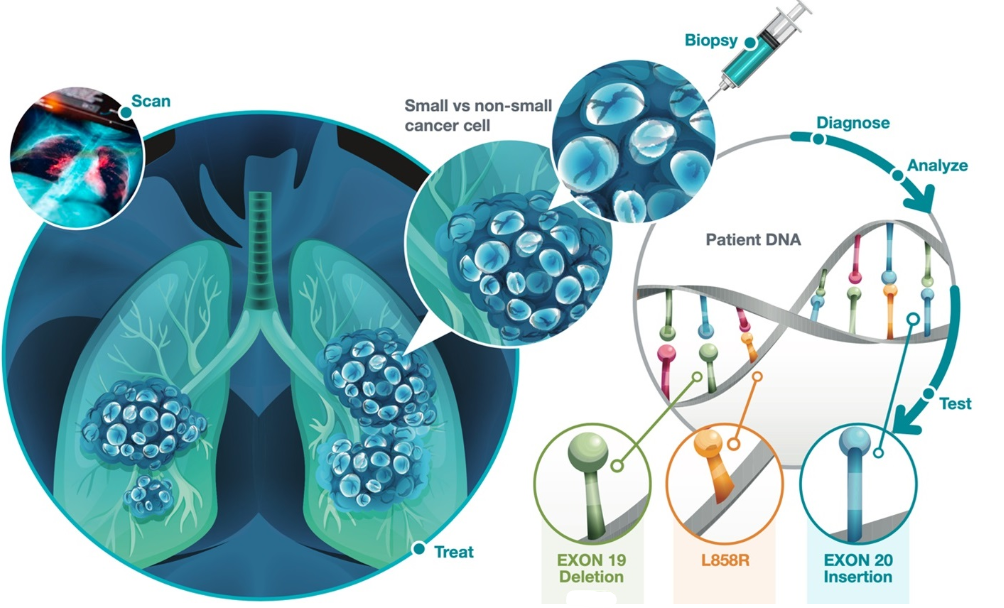 Biopsy
Scan
Small vs non-small
cancer cell
Diagnose
Analyze
Patient DNA
Test
Treat
EXON 19
Deletion
L858R
EXON 20
Insertion